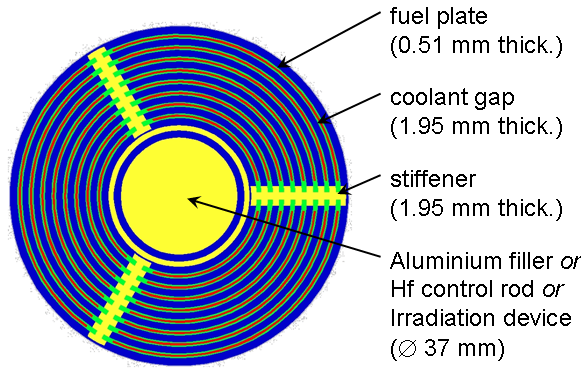 fuel plate
(0.51 mm thick.)
coolant gap
(1.95 mm thick.)
stiffener
(1.95 mm thick.)
Aluminium filler or
Hf control rod or
Irradiation device
(∅ 37 mm)